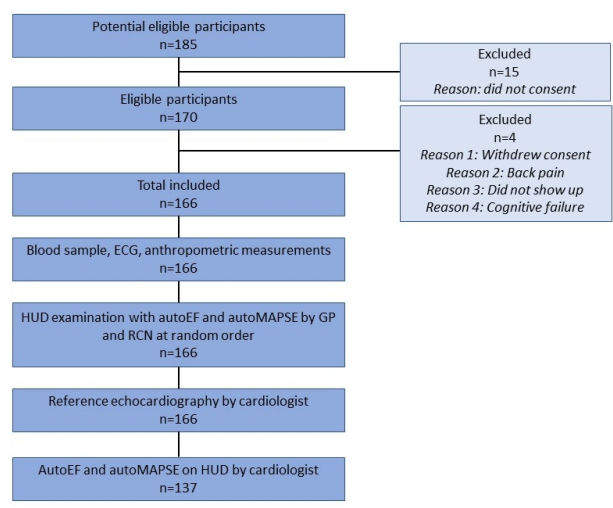 Potential eligible participants
n=185
Excluded
n=15
Reason: did not consent
Eligible participants
n=170
Excluded
n=4
Reason 1: Withdrew consent
Reason 2: Back pain
Reason 3: Did not show up
Reason 4: Cognitive failure
Total included
n=166
Blood sample, ECG, anthropometric measurements
n=166
HUD examination with autoEF and autoMAPSE by GP
and RCN at random order
n=166
Reference echocardiography by cardiologist
n=166
AutoEF and autoMAPSE on HUD by cardiologist
n=137